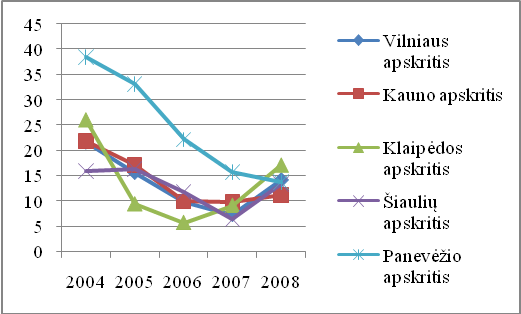 45
40
35
30
25
20
15
10
5
0
2004 2005 2006 2007 2008
Vilniaus
apskritis
Kauno apskritis
Klaipėdos
apskritis
Šiaulių
apskritis
Panevėžio
apskritis